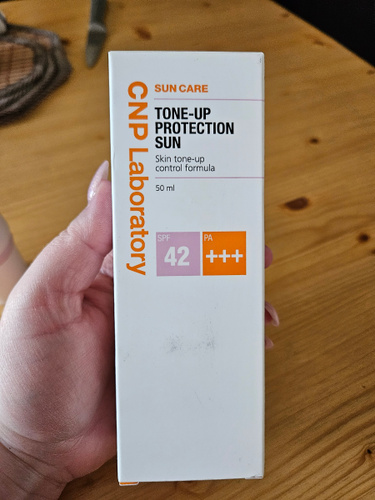 SUN CARE
CNP Laboratory
TONE-UP
PROTECTION
SUN
Skin tone-up
control formula
50 ml
SPF
42
PA
+++